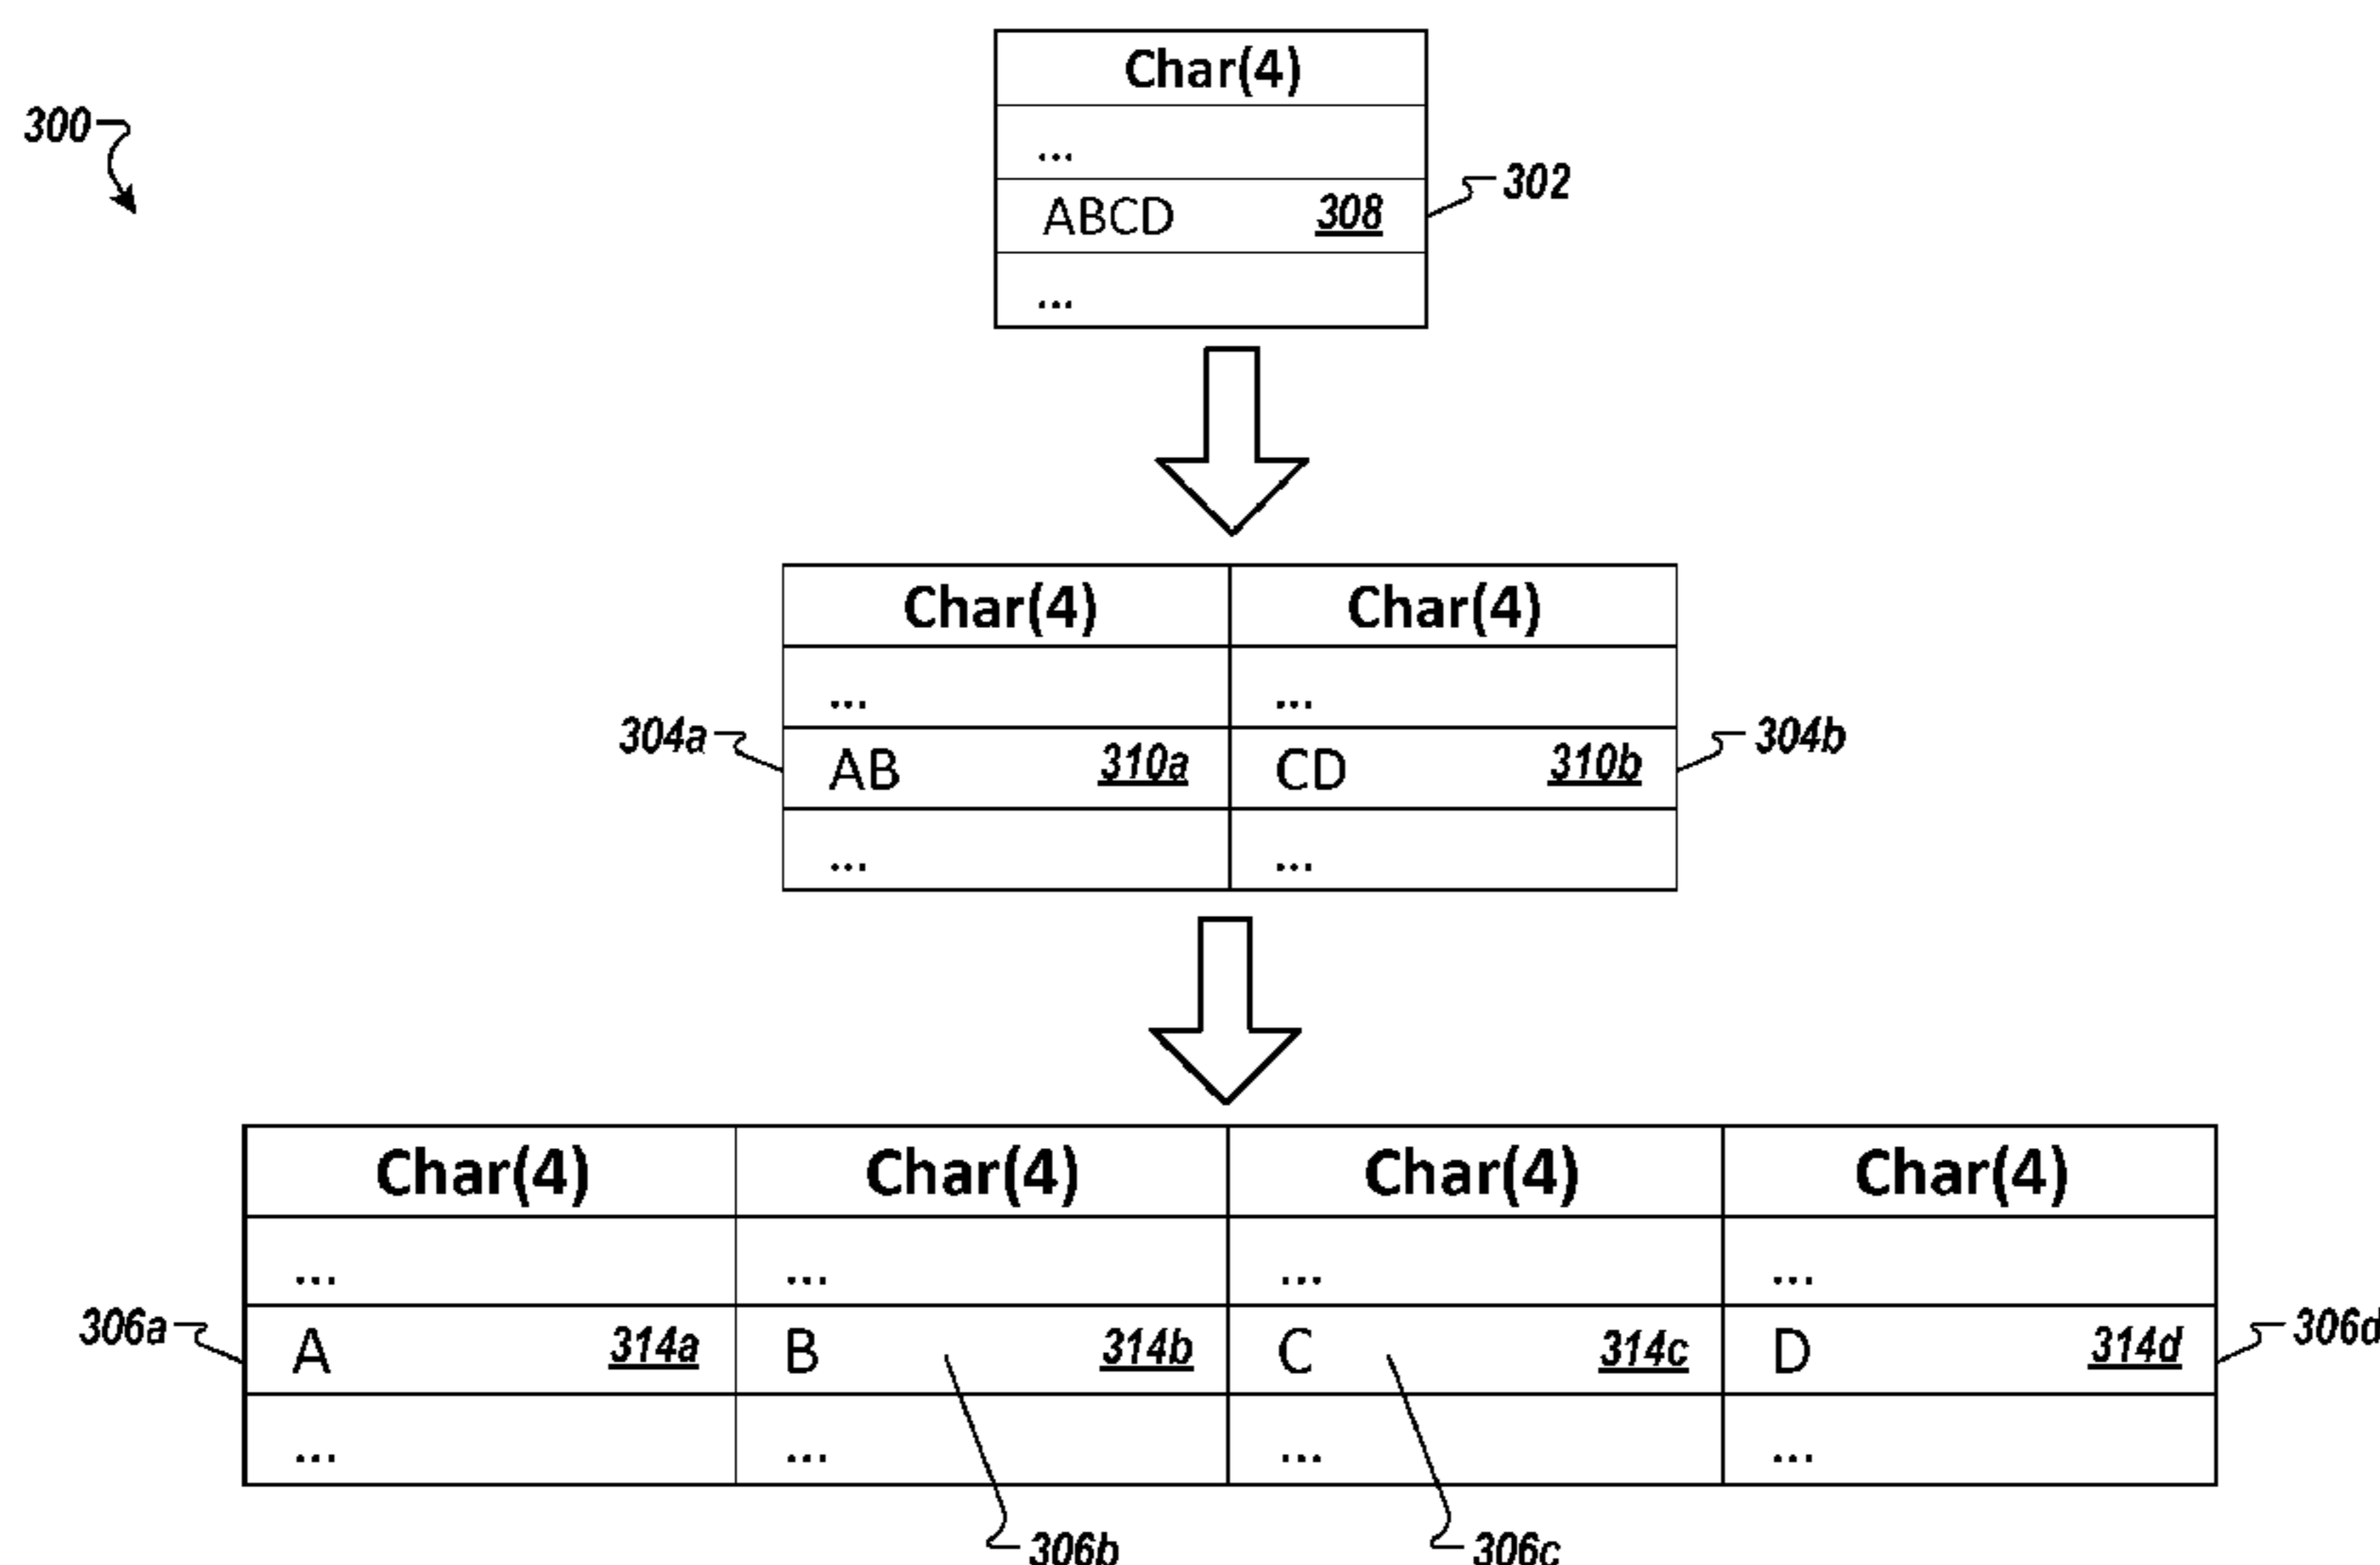 Char(4)
300
...
302
ABCD 308
...
Char(4) Char(4)
... ...
304a 304b
AB 310a CD 310b
... ...
Char(4) Char(4) Char(4) Char(4)
... ... ... ...
306a 306d
A 314a B 314b C 314c D 314d
... ... ... ...
306b 306c